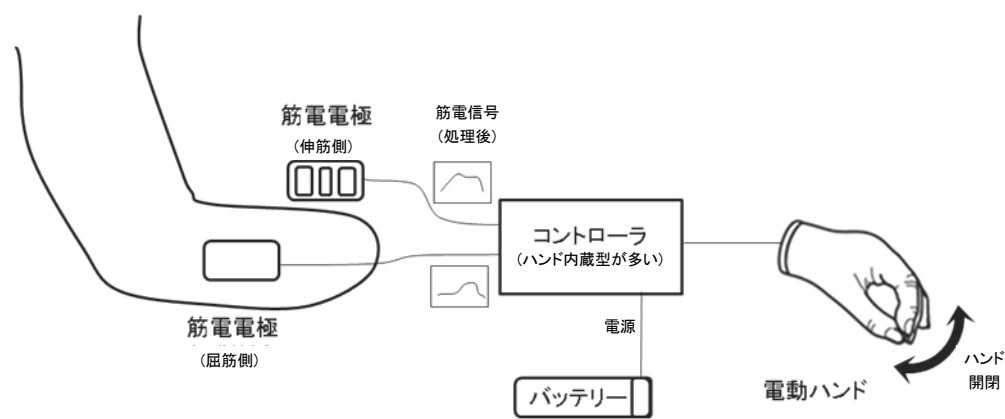 筋電電極
(伸筋側)
筋電信号
(処理後)
コントローラ
(ハンド内蔵型が多い)
筋電電極
(屈筋側)
電源
バッテリー
電動ハンド
ハンド
開閉